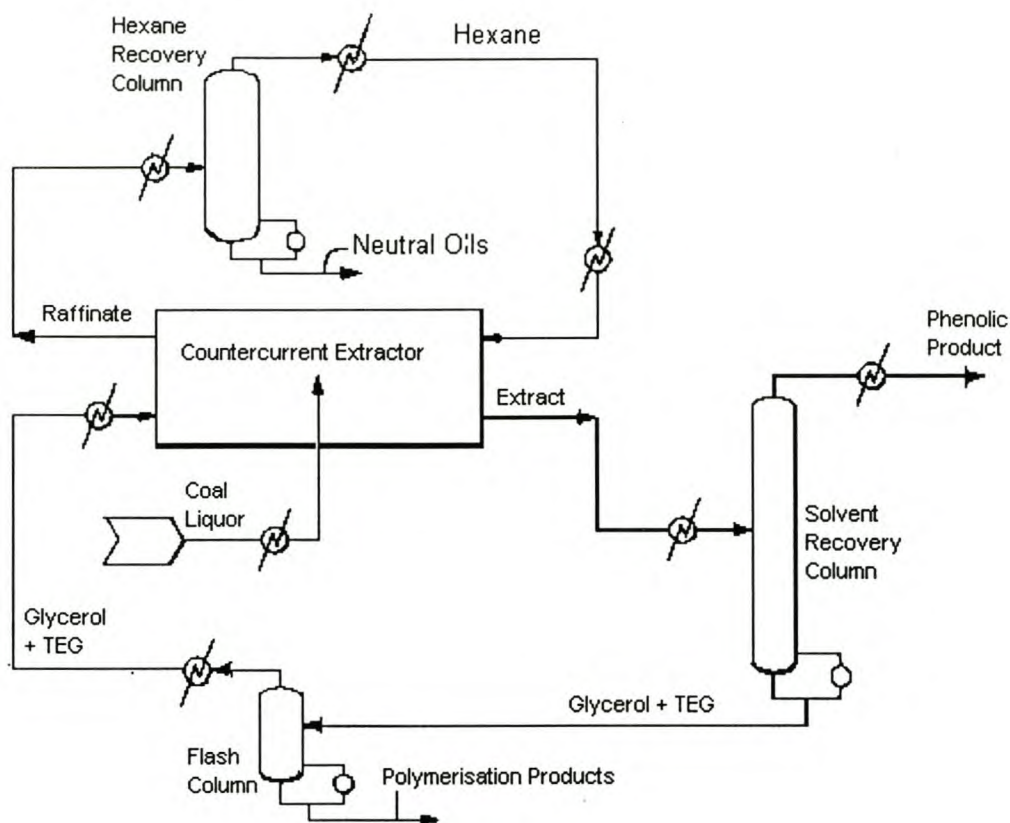 Hexane
Recovery
Column
Hexane
Neutral Oils
Raffinate
Countercurrent Extractor
Phenolic
Product
Extract
Coal
Liquor
Solvent
Recovery
Column
Glycerol
+ TEG
Glycerol + TEG
Flash
Column
Polymerisation Products